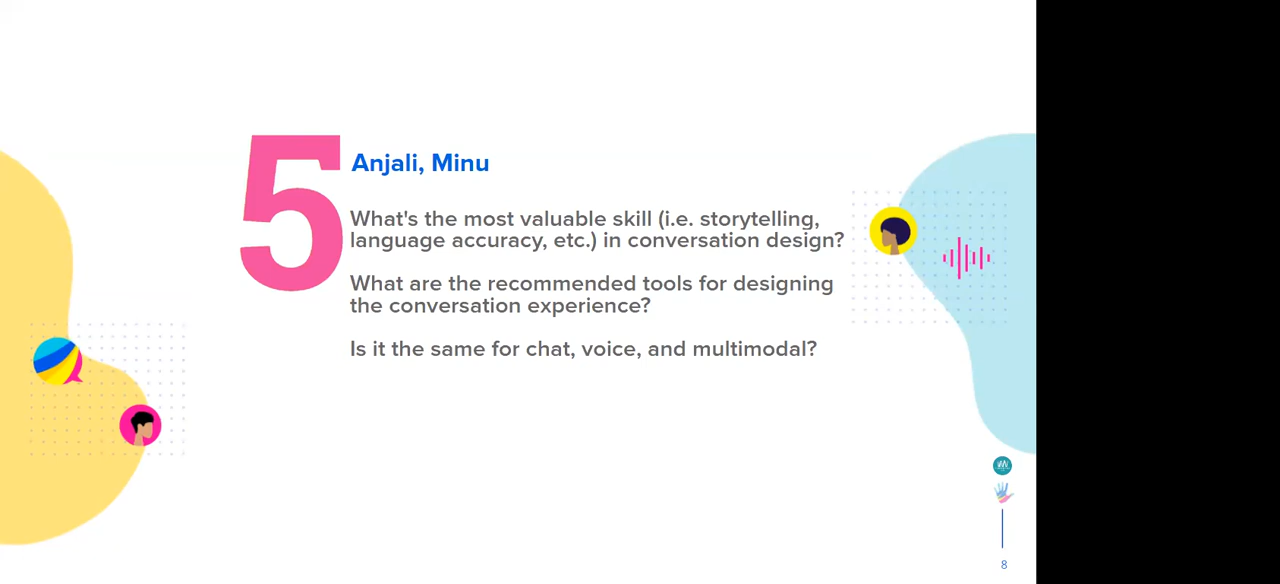 5
Anjali, Minu
What's the most valuable skill (i.e. storytelling,
language accuracy, etc.) in conversation design?
What are the recommended tools for designing
the conversation experience?
Is it the same for chat, voice, and multimodal?
8